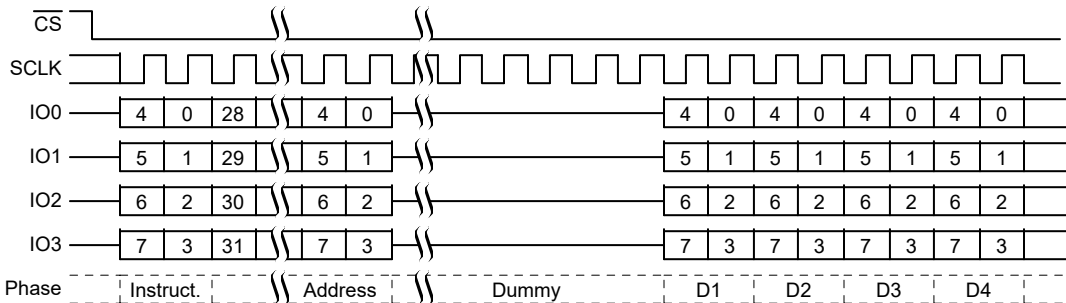 CS
SCLK
IO0 4 0 28 4 0 4 0 4 0 4 0 4 0
IO1 5 1 29 5 1 5 1 5 1 5 1 5 1
IO2 6 2 30 6 2 6 2 6 2 6 2 6 2
IO3 7 3 31 7 3 7 3 7 3 7 3 7 3
Phase Instruct. Address Dummy D1 D2 D3 D4